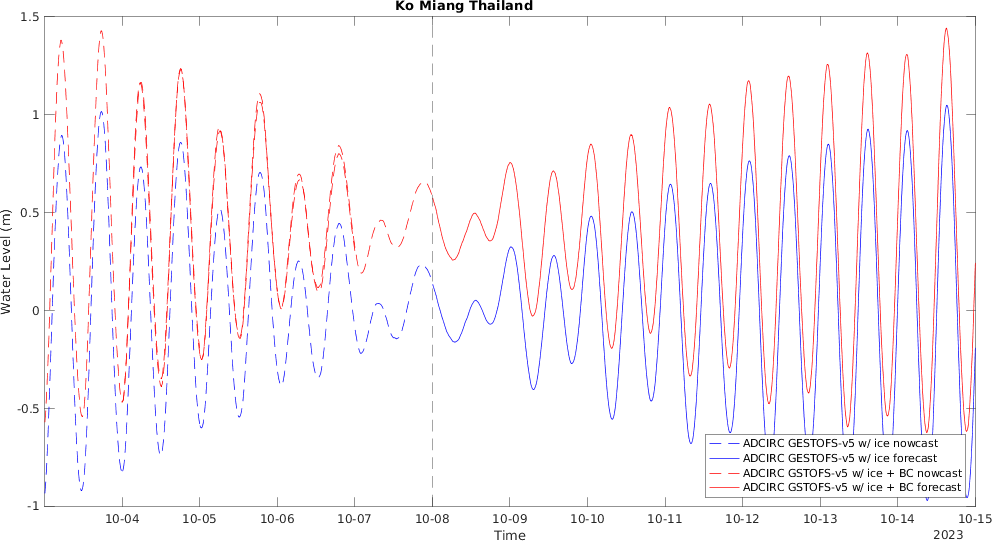 Ko Miang Thailand
Water Level (m)
1.5
1
0.5
0
-0.5
-1
ADCIRC GESTOFS-v5 w/ ice nowcast
ADCIRC GESTOFS-v5 w/ ice forecast
ADCIRC GSTOFS-v5 w/ ice + BC nowcast
ADCIRC GSTOFS-v5 w/ ice + BC forecast
10-04 10-05 10-06 10-07 10-08 10-09 10-10 10-11 10-12 10-13 10-14 10-15
Time
2023